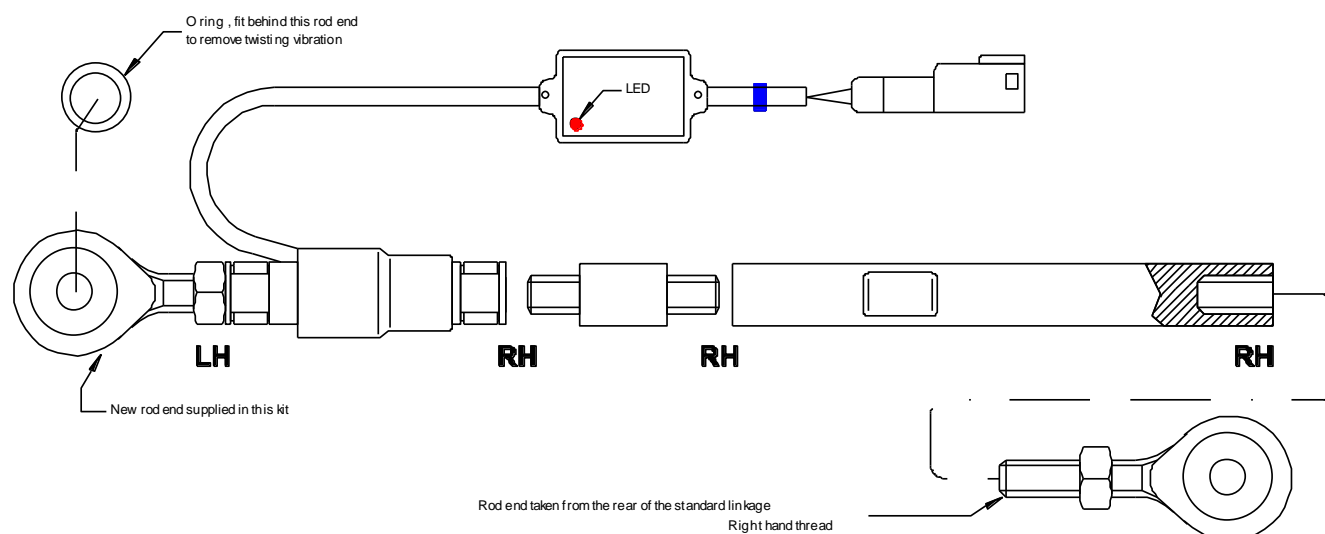 O ring , fit behind this rod end
to remove twisting vibration
LED
LH
RH
RH
RH
New rod end supplied in this kit
Rod end taken from the rear of the standard linkage
Right hand thread